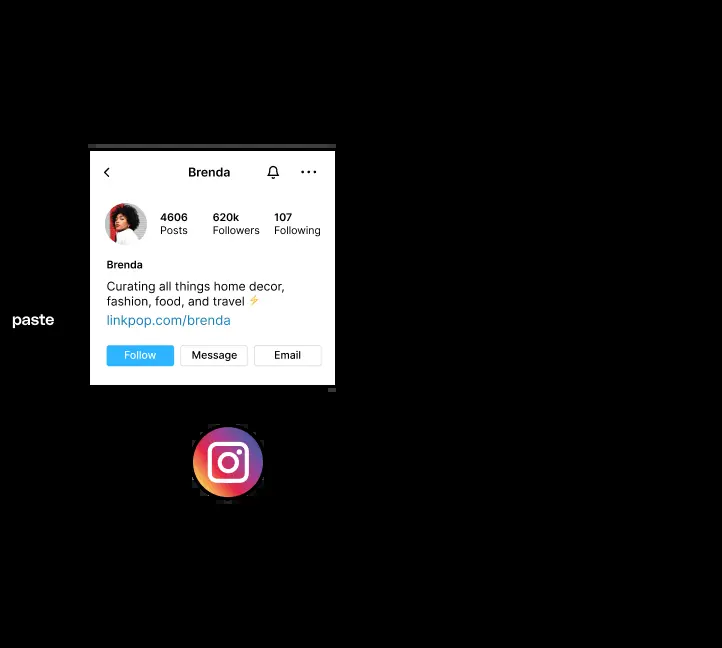 Brenda
4606 620k 107
Posts Followers Following
Brenda
Curating all things home decor,
fashion, food, and travel ⚡
paste
linkpop.com/brenda
Follow Message Email